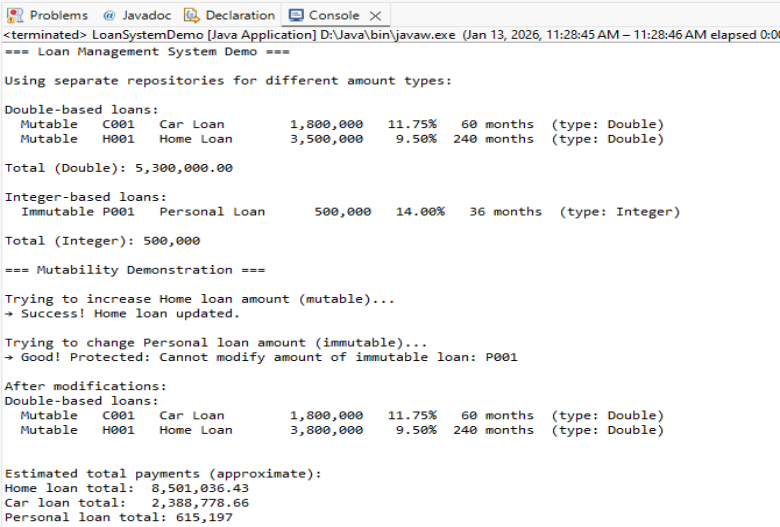 Problems @ Javadoc Declaration Console ×
<terminated> LoanSystemDemo [Java Application] D:\Java\bin\javaw.exe (Jan 13, 2026, 11:28:45 AM – 11:28:46 AM elapsed 0:00
=== Loan Management System Demo ===
Using separate repositories for different amount types:
Double-based loans:
Mutable C001 Car Loan 1,800,000 11.75% 60 months (type: Double)
Mutable H001 Home Loan 3,500,000 9.50% 240 months (type: Double)
Total (Double): 5,300,000.00
Integer-based loans:
Immutable P001 Personal Loan 500,000 14.00% 36 months (type: Integer)
Total (Integer): 500,000
=== Mutability Demonstration ===
Trying to increase Home loan amount (mutable)...
→ Success! Home loan updated.
Trying to change Personal loan amount (immutable)...
→ Good! Protected: Cannot modify amount of immutable loan: P001
After modifications:
Double-based loans:
Mutable C001 Car Loan 1,800,000 11.75% 60 months (type: Double)
Mutable H001 Home Loan 3,800,000 9.50% 240 months (type: Double)
Estimated total payments (approximate):
Home loan total: 8,501,036.43
Car loan total: 2,388,778.66
Personal loan total: 615,197